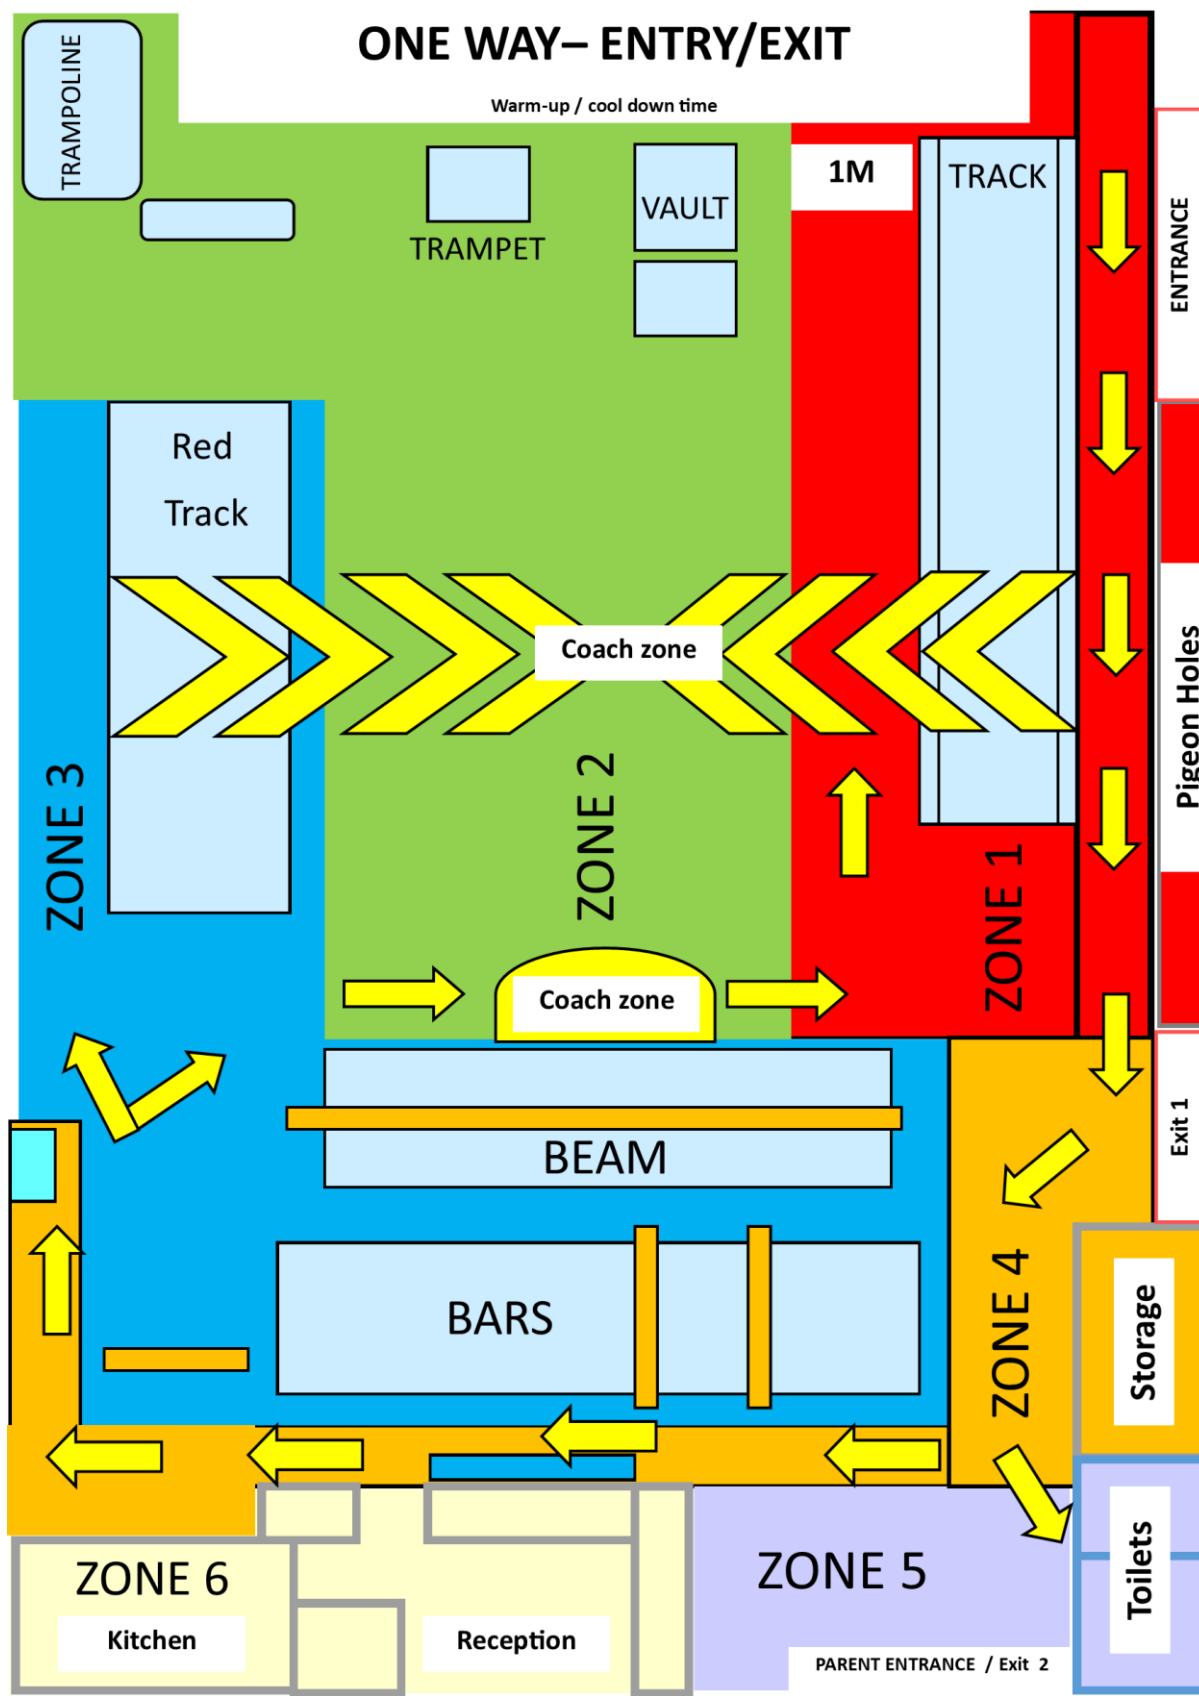 ONE WAY– ENTRY/EXIT
Warm-up / cool down time
TRAMPOLINE
TRAMPET
VAULT
1M
TRACK
ENTRANCE
Red
Track
Coach zone
Pigeon Holes
ZONE 3
ZONE 2
ZONE 1
Coach zone
Exit 1
BEAM
BARS
ZONE 4
Storage
ZONE 6
Kitchen
Reception
ZONE 5
Toilets
PARENT ENTRANCE / Exit 2